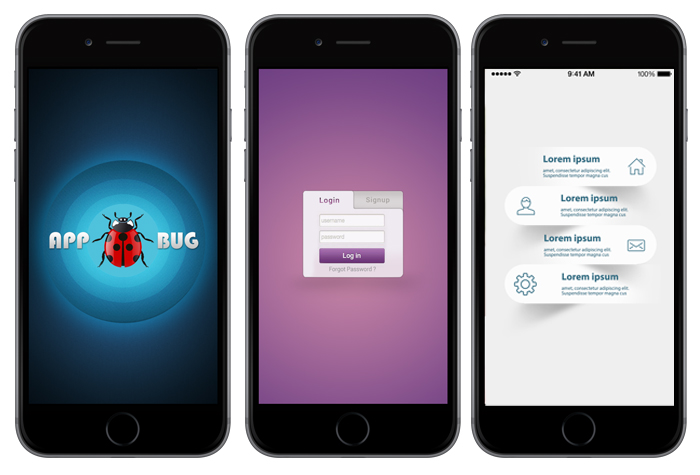 APP BUG
Login Signup
username
password
Log in
Forgot Password ?
9:41 AM 100%
Lorem ipsum
amet, consectetur adipiscing elit.
Suspendisse tempor magna cus
Lorem ipsum
amet, consectetur adipiscing elit.
Suspendisse tempor magna cus
Lorem ipsum
amet, consectetur adipiscing elit.
Suspendisse tempor magna cus
Lorem ipsum
amet, consectetur adipiscing elit.
Suspendisse tempor magna cus